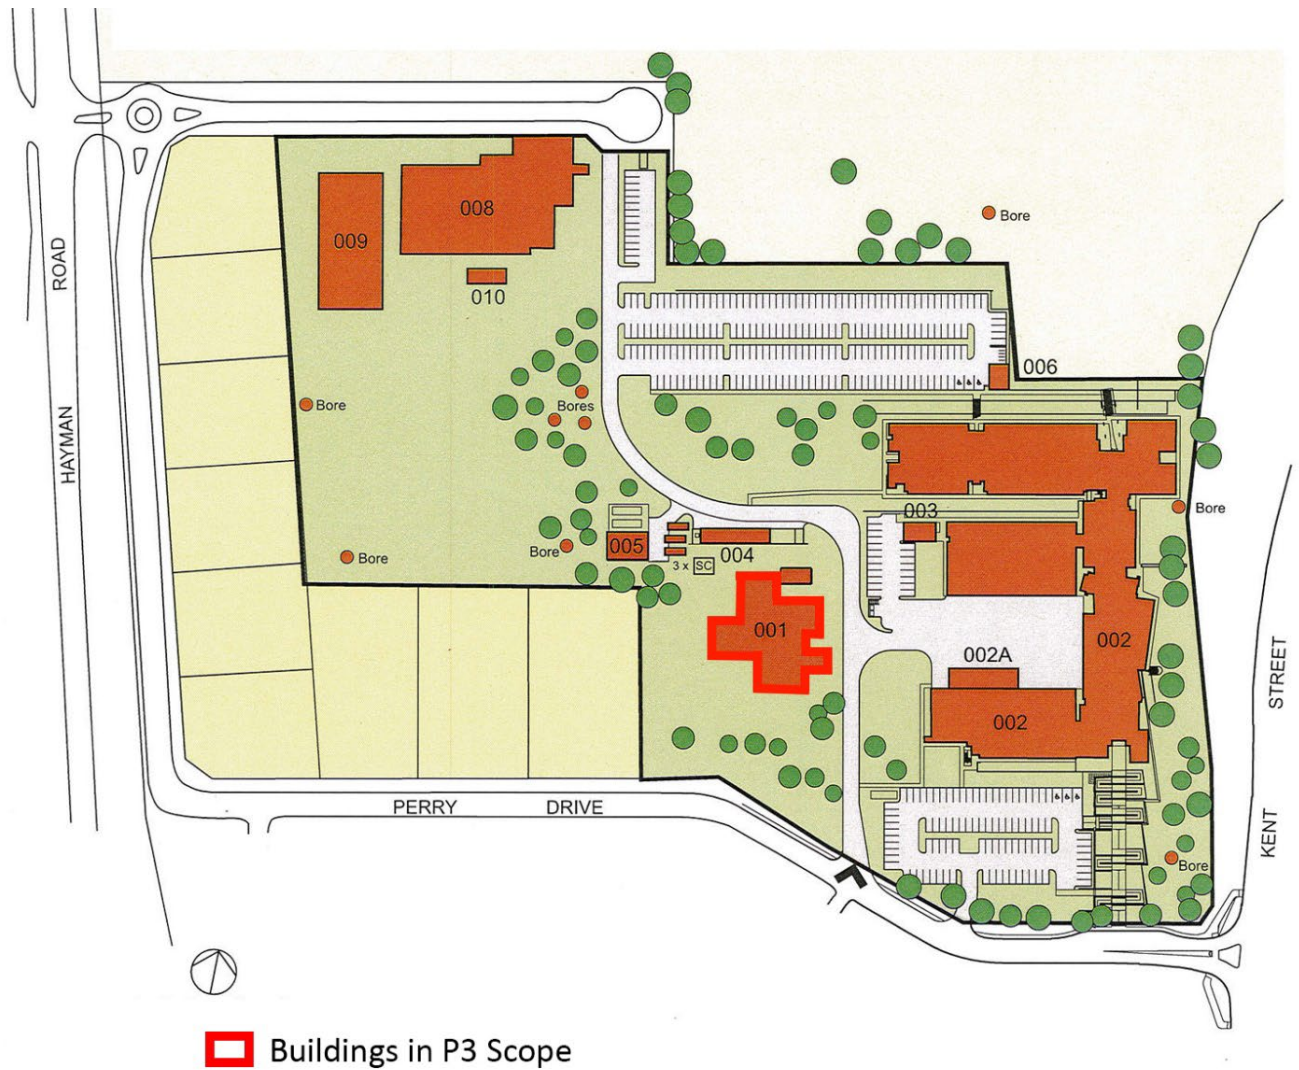 008
009
Bore
ROAD
010
006
Bore
Bores
HAYMAN
003
Bore
005
004
Bore
Bore
3 x SC
001
002
002A
STREET
002
PERRY DRIVE
KENT
Bore
Buildings in P3 Scope